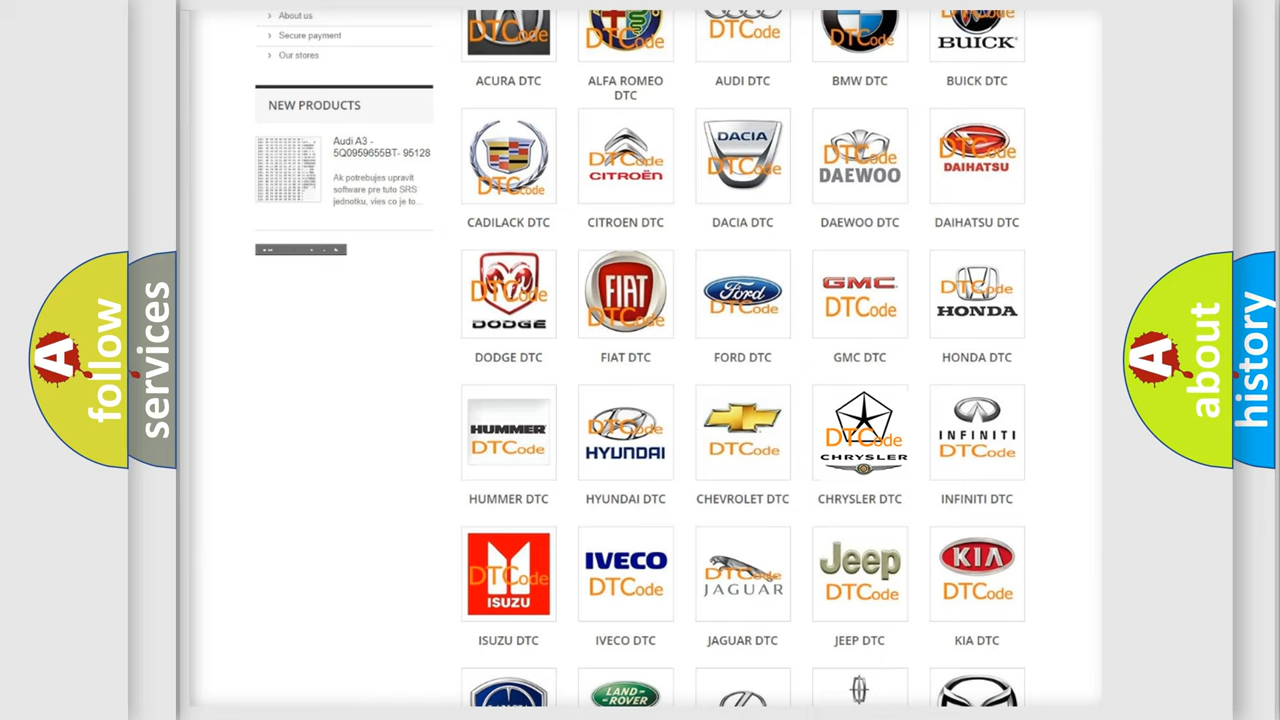 About us
Secure payment
Our stores
NEW PRODUCTS
Audi A3 -
5Q0959655BT- 95128
Ak potrebujes upravit
software pre tuto SRS
jednotku, vies co je to...
DTCode
DTCode
DTCode
DTCode
BUICK
ACURA DTC
ALFA ROMEO
DTC
AUDI DTC
BMW DTC
BUICK DTC
DTCode
DTCode
CITROËN
DACIA
DTCode
DTCode
DAEWOO
DTCode
DAIHATSU
CADILACK DTC
CITROEN DTC
DACIA DTC
DAEWOO DTC
DAIHATSU DTC
DTCode
DODGE
FIAT
DTCode
Ford
DTCode
GMC
DTCode
DTCode
HONDA
DODGE DTC
FIAT DTC
FORD DTC
GMC DTC
HONDA DTC
HUMMER
DTCode
DTCode
HYUNDAI
DTCode
DTCode
CHRYSLER
INFINITI
DTCode
HUMMER DTC
HYUNDAI DTC
CHEVROLET DTC
CHRYSLER DTC
INFINITI DTC
DTCode
ISUZU
IVECO
DTCode
DTCode
JAGUAR
Jeep
DTCode
KIA
DTCode
ISUZU DTC
IVECO DTC
JAGUAR DTC
JEEP DTC
KIA DTC
LAND-
ROVER
A follow
services
A about
history